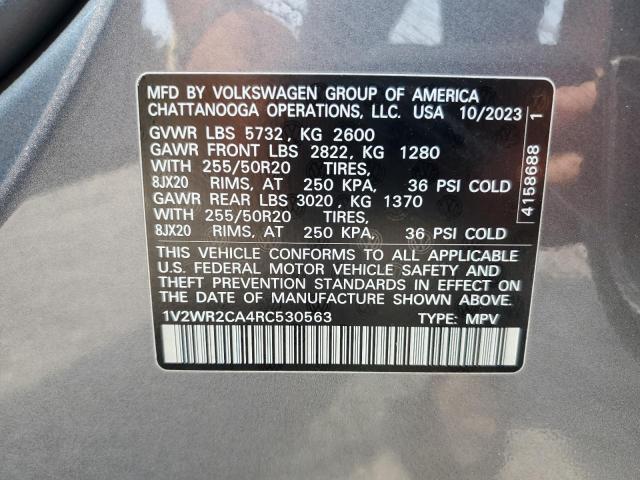 MFD BY VOLKSWAGEN GROUP OF AMERICA
CHATTANOOGA OPERATIONS, LLC. USA 10/2023
GVWR LBS 5732, KG 2600
GAWR FRONT LBS 2822, KG 1280
WITH 255/50R20 TIRES,
8JX20 RIMS, AT 250 KPA, 36 PSI COLD
GAWR REAR LBS 3020, KG 1370
WITH 255/50R20 TIRES,
8JX20 RIMS, AT 250 KPA, 36 PSI COLD
THIS VEHICLE CONFORMS TO ALL APPLICABLE
U.S. FEDERAL MOTOR VEHICLE SAFETY AND
THEFT PREVENTION STANDARDS IN EFFECT ON
THE DATE OF MANUFACTURE SHOWN ABOVE.
1V2WR2CA4RC530563 TYPE: MPV
4158688 1